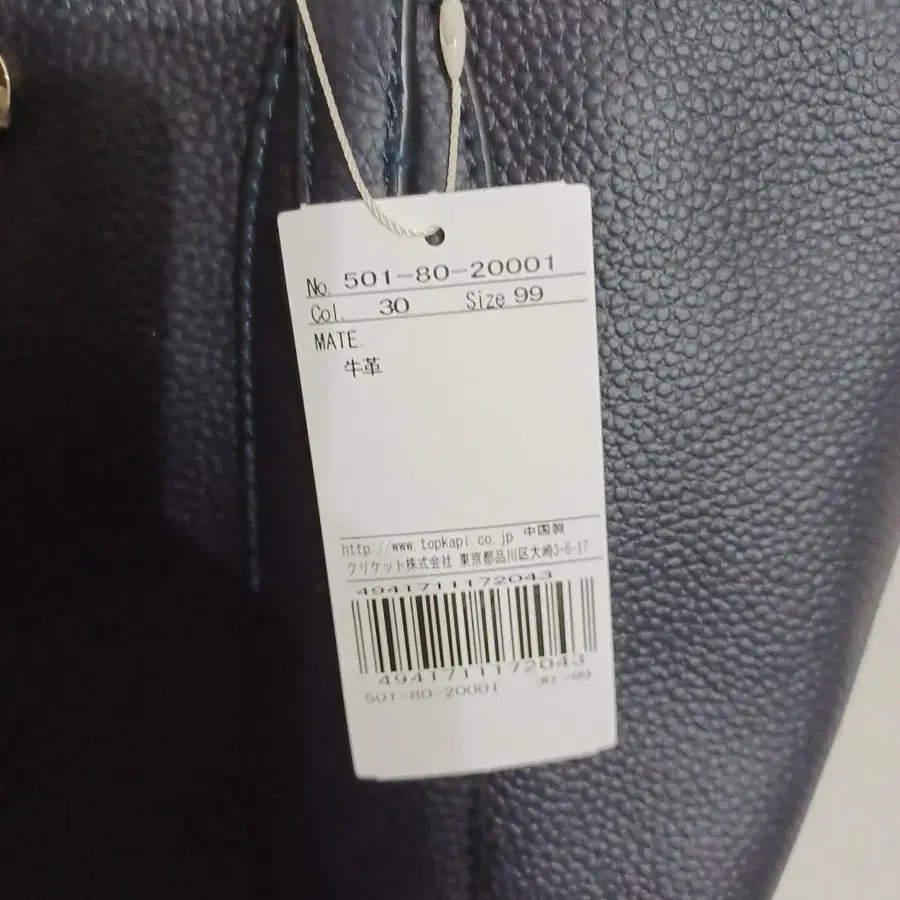 No. 501-80-20001
Col. 30 Size 99
MATE.
牛革
http://www.topkapi.co.jp 中国製
クリケット株式会社 東京都品川区大崎3-6-17
4941711172043
4941711172043
501-80-20001 30 -99